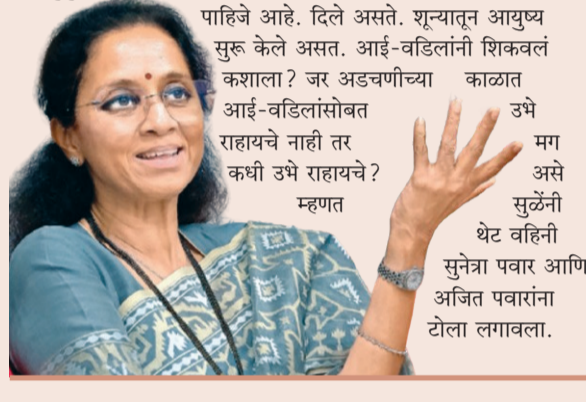 पाहिजे आहे. दिले असते. शून्यातून आयुष्य
सुरू केले असत. आई-वडिलांनी शिकवलं
कशाला? जर अडचणीच्या काळात
आई-वडिलांसोबत उभे
राहायचे नाही तर मग
कधी उभे राहायचे? असे
म्हणत सुळेंनी
थेट वहिनी
सुनेत्रा पवार आणि
अजित पवारांना
टोला लगावला.